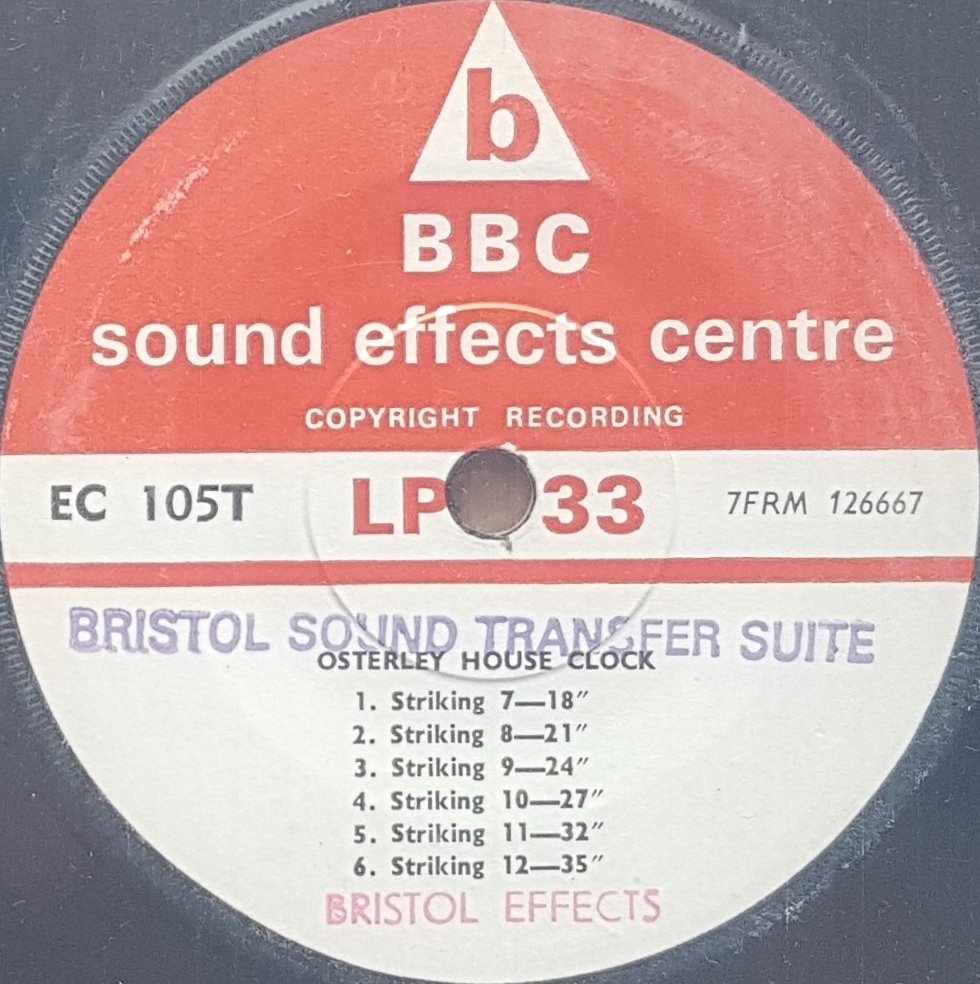 b
BBC
sound effects centre
COPYRIGHT RECORDING
EC 105T LP 33 7FRM 126667
BRISTOL SOUND TRANSFER SUITE
OSTERLEY HOUSE CLOCK
1. Striking 7—18″
2. Striking 8—21″
3. Striking 9—24″
4. Striking 10—27″
5. Striking 11—32″
6. Striking 12—35″
BRISTOL EFFECTS